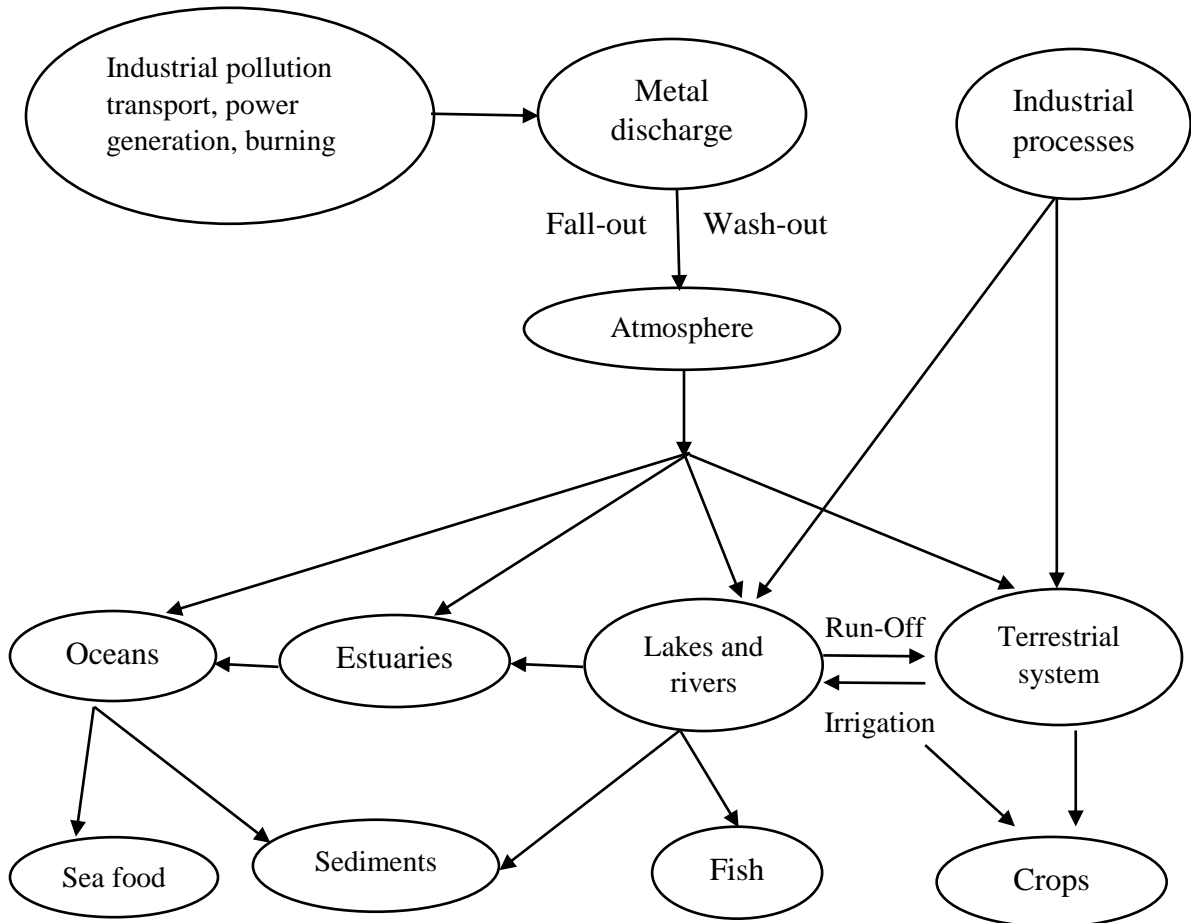 Industrial pollution
transport, power
generation, burning
Metal
discharge
Industrial
processes
Fall-out
Wash-out
Atmosphere
Oceans
Estuaries
Lakes and
rivers
Run-Off
Terrestrial
system
Irrigation
Sea food
Sediments
Fish
Crops